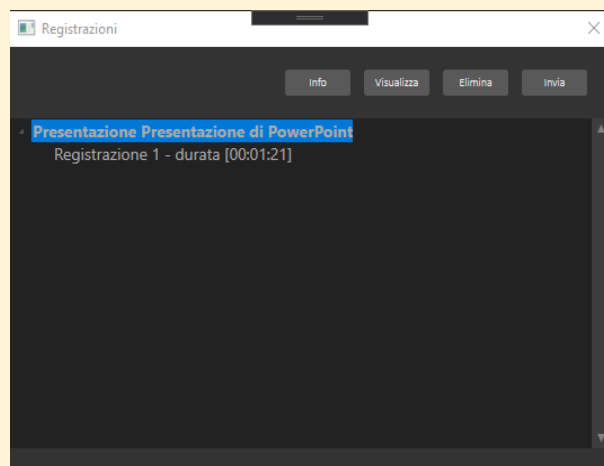 Registrazioni
Info Visualizza Elimina Invia
Presentazione Presentazione di PowerPoint
Registrazione 1 - durata [00:01:21]